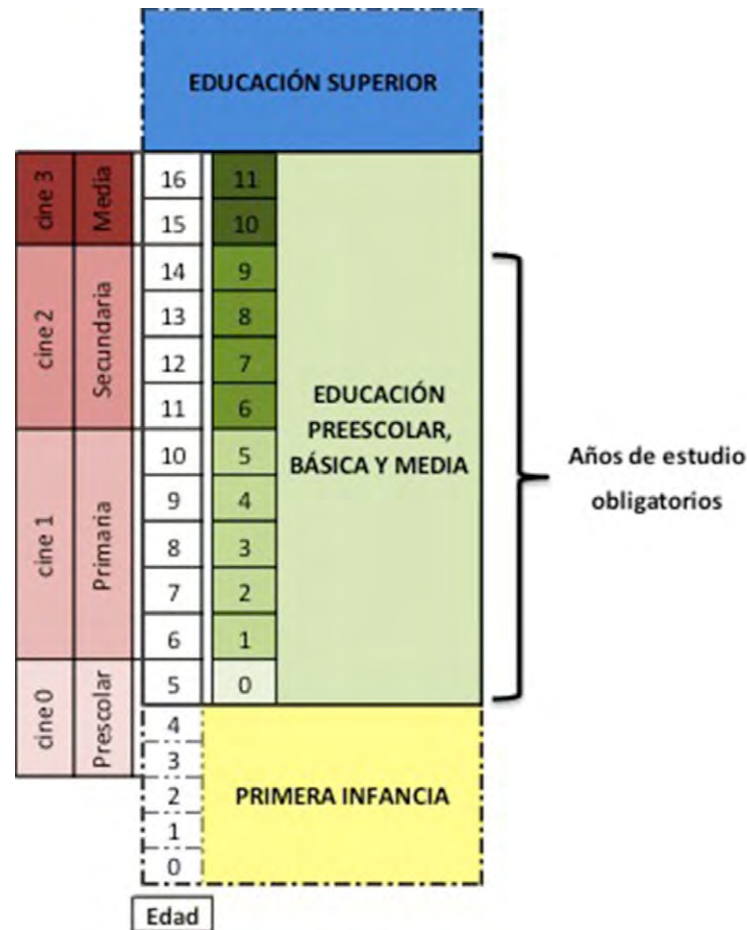 EDUCACIÓN SUPERIOR
cine 3
Media
16
11
15
10
cine 2
Secundaria
14
9
13
8
12
7
11
6
cine 1
Primaria
10
5
9
4
8
3
7
2
6
1
cine 0
Prescolar
5
0
4
3
2
1
0
EDUCACIÓN
PREESCOLAR,
BÁSICA Y MEDIA
Años de estudio
obligatorios
PRIMERA INFANCIA
Edad